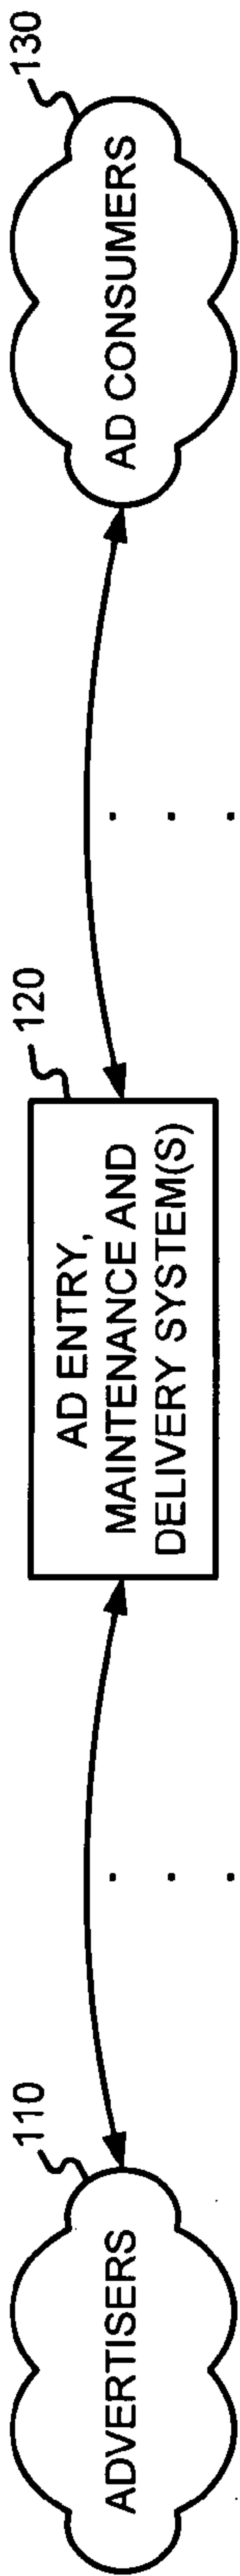 110
ADVERTISERS
120
AD ENTRY,
MAINTENANCE AND
DELIVERY SYSTEM(S)
130
AD CONSUMERS